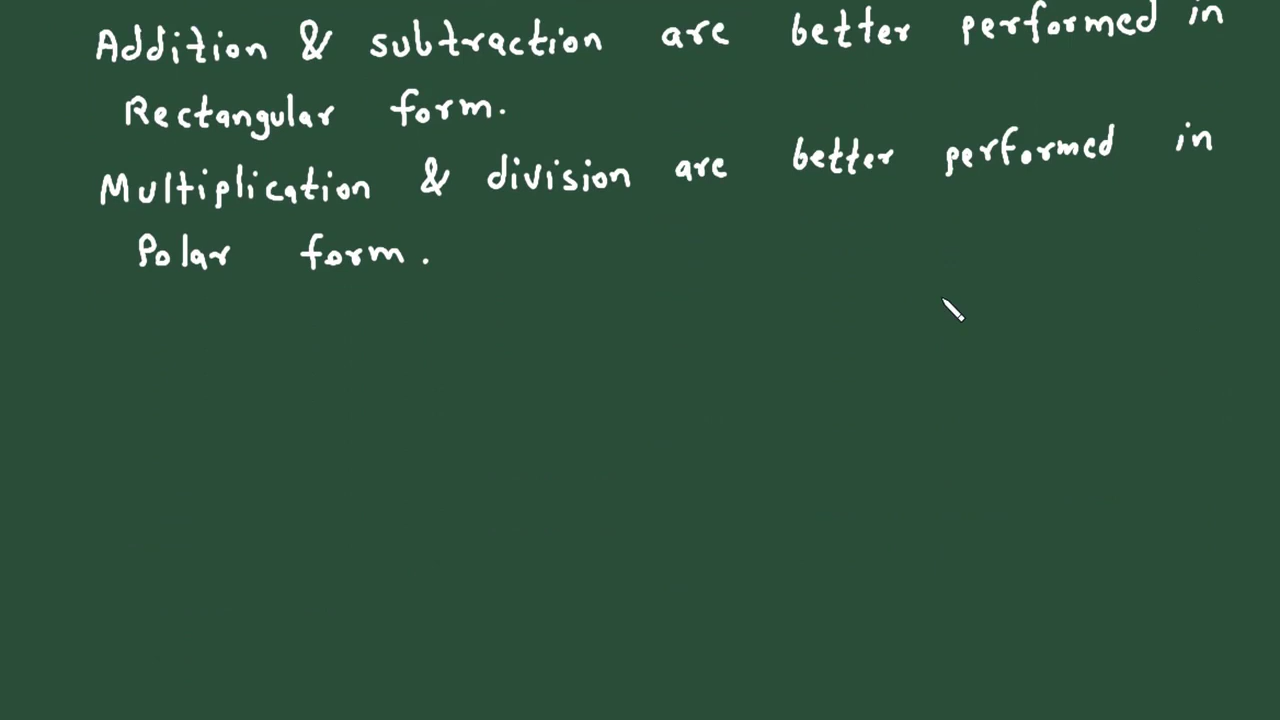 Addition & subtraction are better performed in
Rectangular form.
Multiplication & division are better performed in
Polar form.